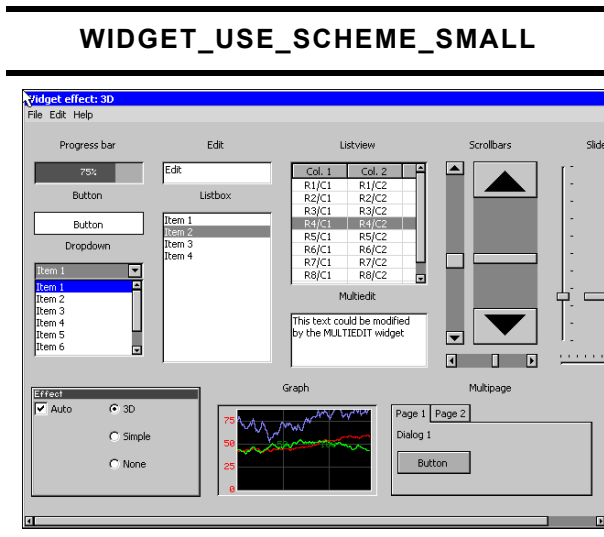 WIDGET_USE_SCHEME_SMALL
Widget effect: 3D
File Edit Help
Progress bar
75%
Button
Button
Dropdown
Item 1
Item 1
Item 2
Item 3
Item 4
Item 5
Item 6
Edit
Edit
Listbox
Item 1
Item 2
Item 3
Item 4
Listview
Col. 1 Col. 2
R1/C1 R1/C2
R2/C1 R2/C2
R3/C1 R3/C2
R4/C1 R4/C2
R5/C1 R5/C2
R6/C1 R6/C2
R7/C1 R7/C2
R8/C1 R8/C2
Multiedit
This text could be modified
by the MULTIEDIT widget
Scrollbars
Slide
Effect
Auto
3D
Simple
None
Graph
75
50
25
0
Multipage
Page 1 Page 2
Dialog 1
Button